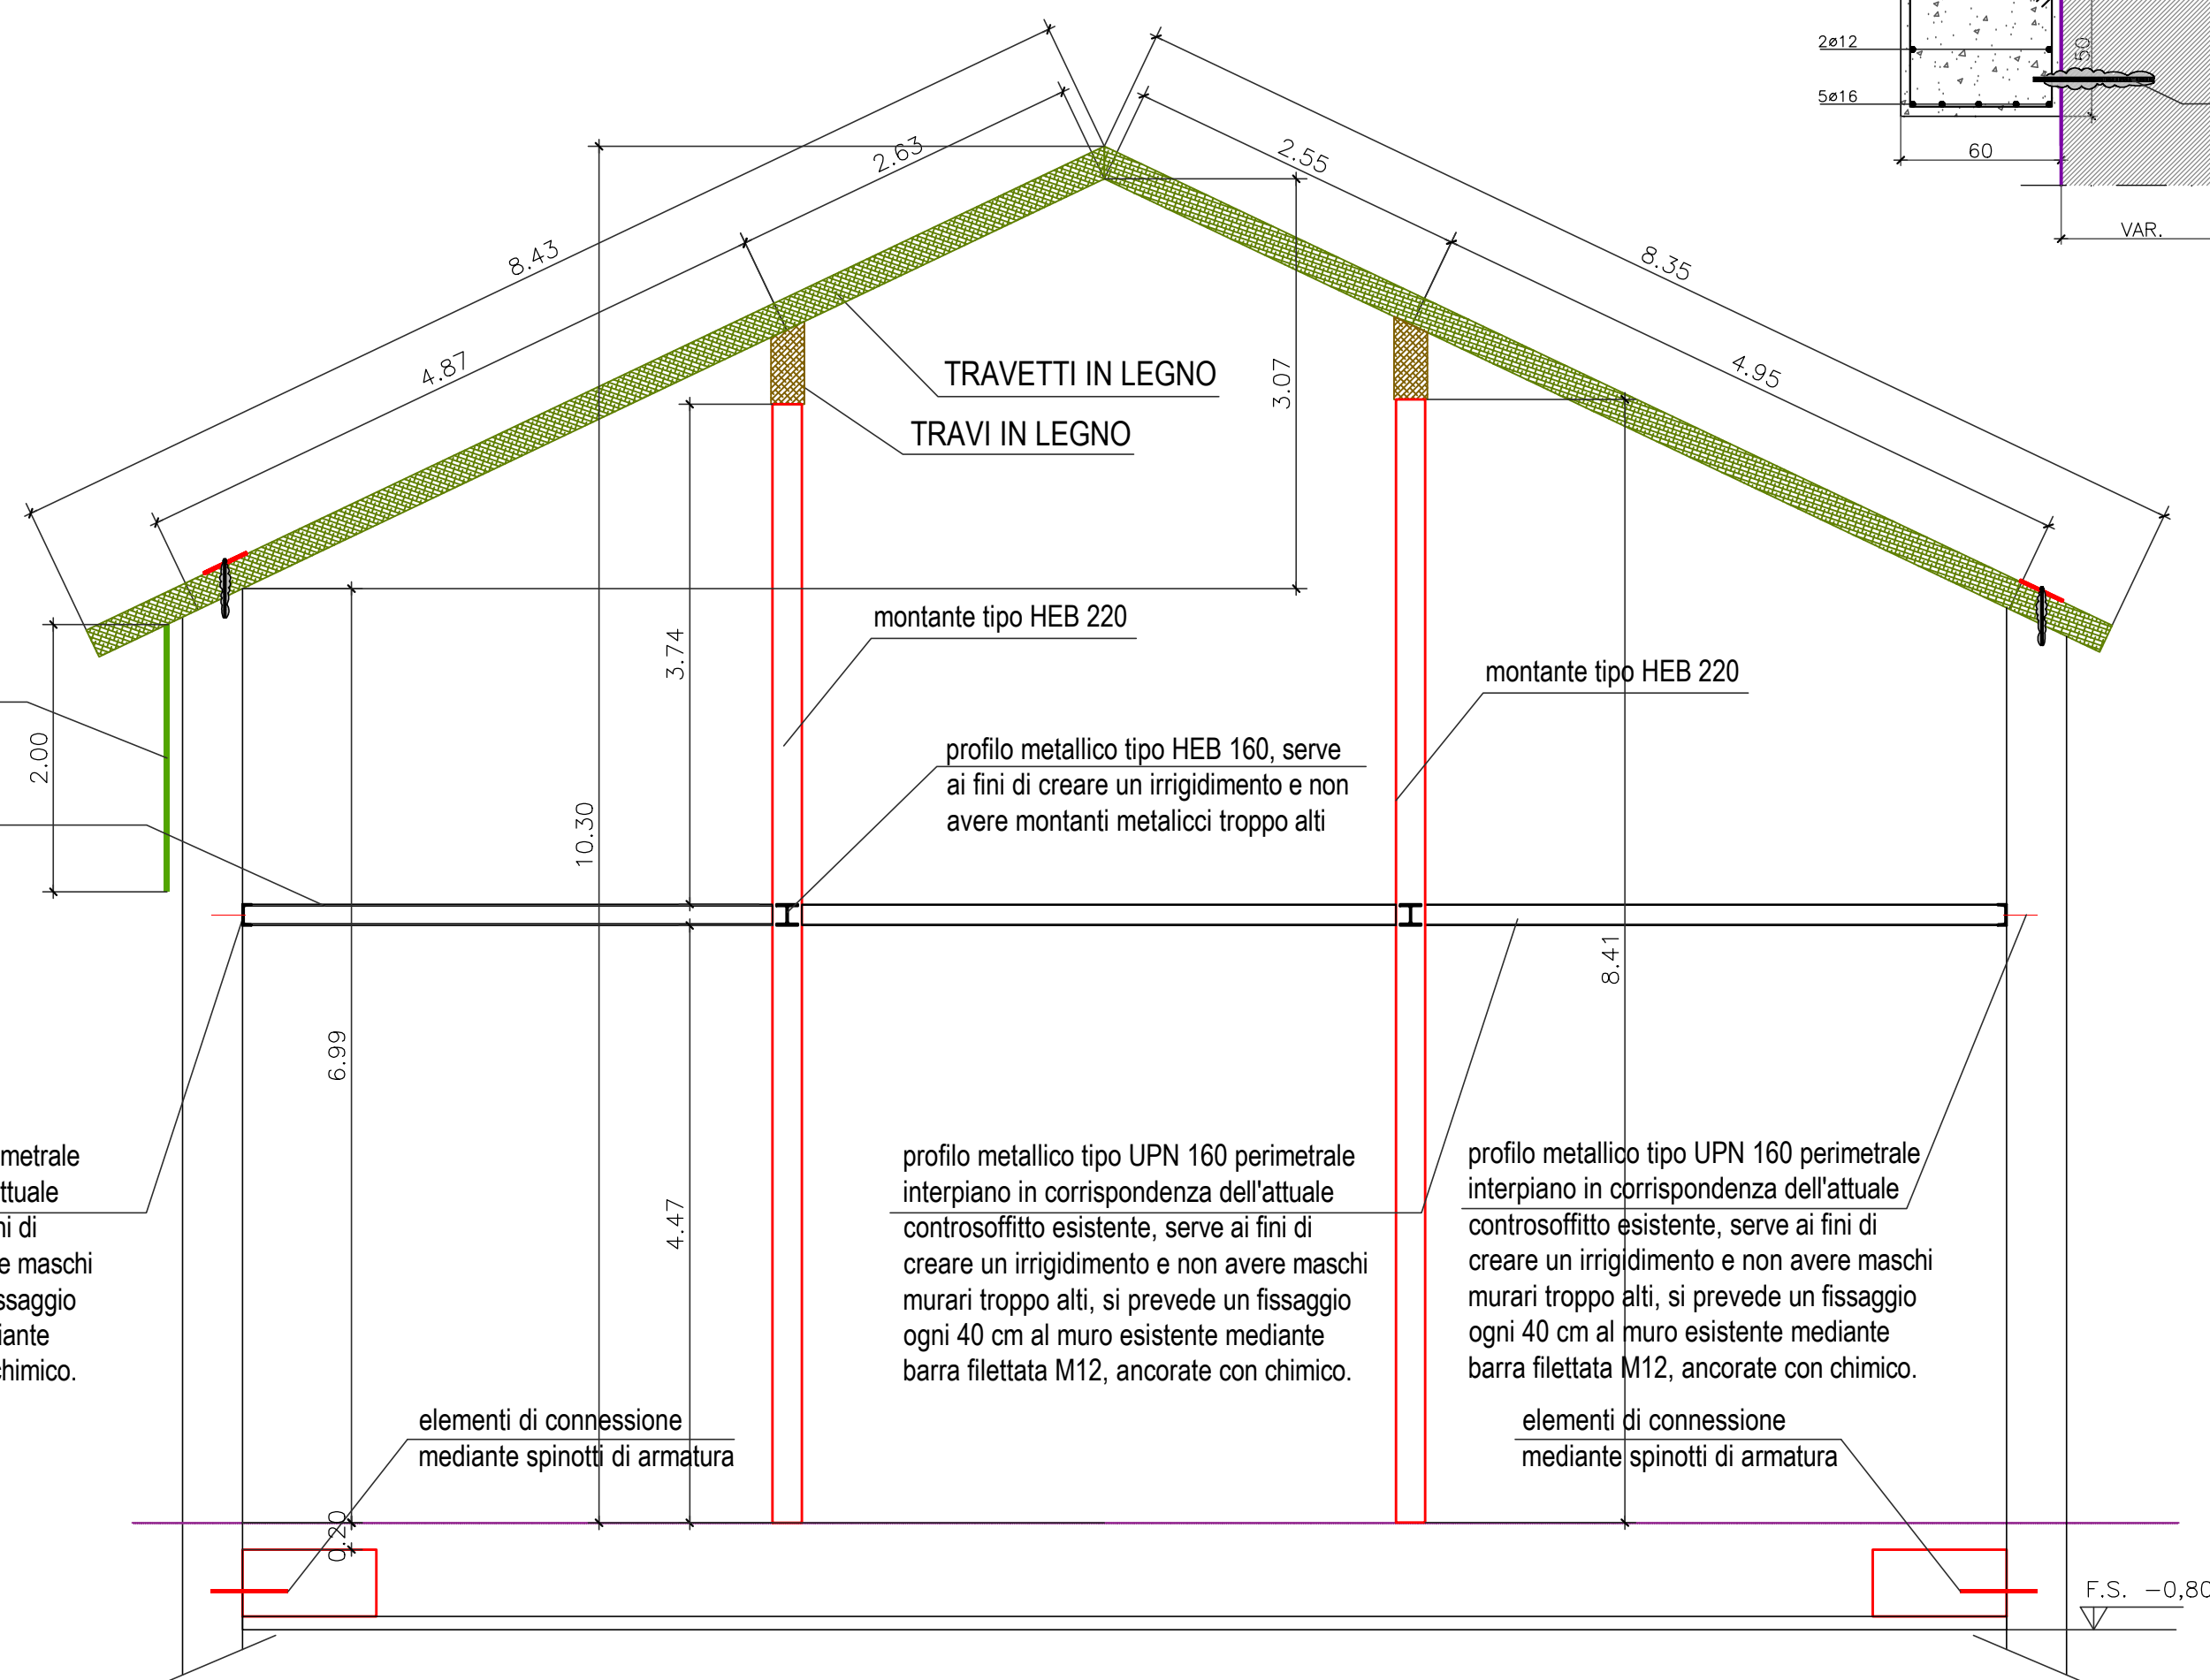 2ø12
50
5ø16
60
VAR.
8.43
2.63
2.55
8.35
4.87
4.95
TRAVETTI IN LEGNO
TRAVI IN LEGNO
3.07
montante tipo HEB 220
montante tipo HEB 220
3.74
2.00
profilo metallico tipo HEB 160, serve
ai fini di creare un irrigidimento e non
avere montanti metalicci troppo alti
10.30
8.41
6.99
4.47
metrale
ttuale
ni di
e maschi
ssaggio
iante
chimico.
profilo metallico tipo UPN 160 perimetrale
interpiano in corrispondenza dell'attuale
controsoffitto esistente, serve ai fini di
creare un irrigidimento e non avere maschi
murari troppo alti, si prevede un fissaggio
ogni 40 cm al muro esistente mediante
barra filettata M12, ancorate con chimico.
profilo metallico tipo UPN 160 perimetrale
interpiano in corrispondenza dell'attuale
controsoffitto esistente, serve ai fini di
creare un irrigidimento e non avere maschi
murari troppo alti, si prevede un fissaggio
ogni 40 cm al muro esistente mediante
barra filettata M12, ancorate con chimico.
elementi di connessione
mediante spinotti di armatura
elementi di connessione
mediante spinotti di armatura
0.20
F.S. -0,80